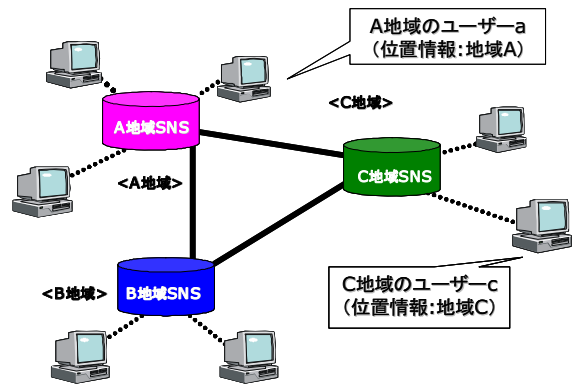 A地域のユーザーa
（位置情報:地域A）
<C地域>
A地域SNS
C地域SNS
<A地域>
<B地域>
B地域SNS
C地域のユーザーc
（位置情報:地域C）